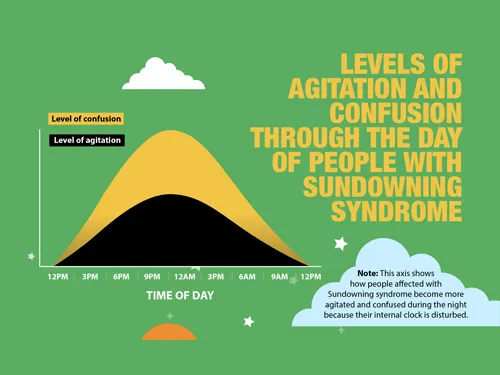 LEVELS OF
AGITATION AND
CONFUSION
THROUGH THE DAY
OF PEOPLE WITH
SUNDOWNING
SYNDROME
Level of confusion
Level of agitation
12PM 3PM 6PM 9PM 12AM 3PM 6AM 9AM 12PM
TIME OF DAY
Note: This axis shows
how people affected with
Sundowning syndrome become more
agitated and confused during the night
because their internal clock is disturbed.